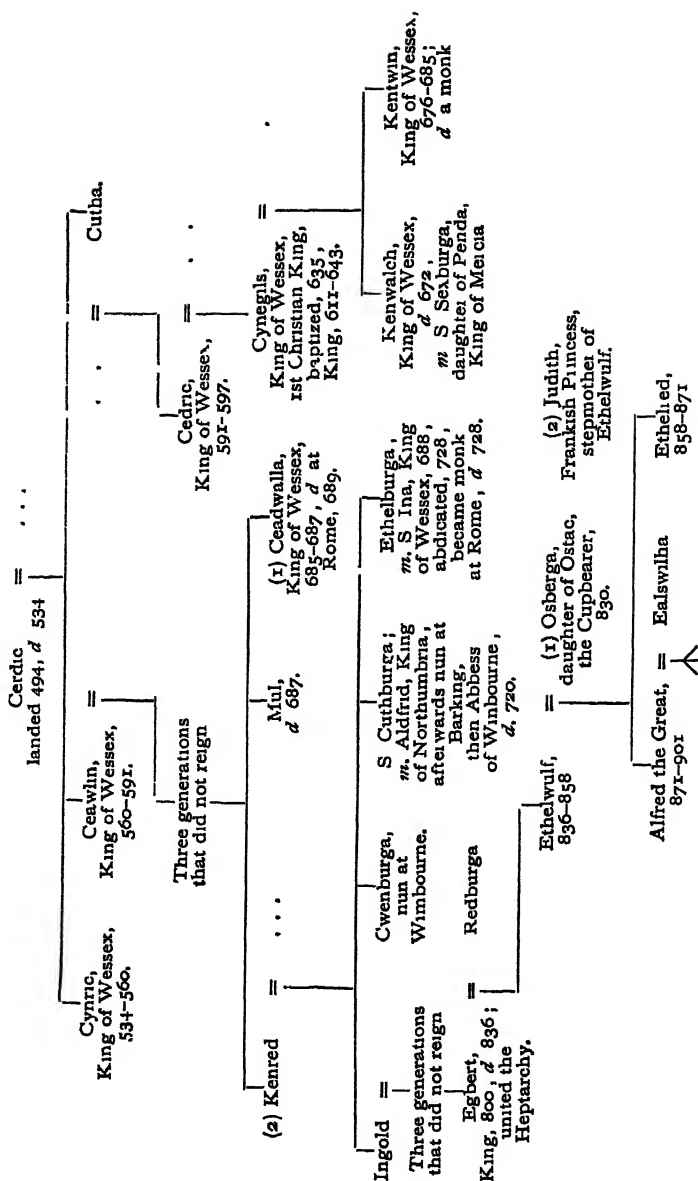 Cerdic = ...
landed 494, d 534
Cynric,
King of Wessex,
534-560.
Ceawlin, =
King of Wessex,
560-591.
. . =
Cutha.
Three generations
that did not reign
Cedric, = . .
King of Wessex,
591-597.
(2) Kenred = ...
Mul,
d 687.
(1) Ceadwalla,
King of Wessex,
685-687, d at
Rome, 689.
Cynegils, = .
King of Wessex,
1st Christian King,
baptized, 635,
King, 611-643.
Ingold =
Three generations
that did not reign
Cwenburga,
nun at
Wimbourne.
S Cuthburga;
m. Aldfrid, King
of Northumbria,
afterwards nun at
Barking,
then Abbess
of Winbourne,
d. 720.
Ethelburga,
m. S Ina, King
of Wessex, 688,
abdicated, 728,
became monk
at Rome, d 728.
Kenwalch,
King of Wessex,
d 672,
m S Sexburga,
daughter of Penda,
King of Mercia
Kentwin,
King of Wessex,
676-685;
d a monk
Egbert, = Redburga
King, 800, d 836;
united the
Heptarchy.
Ethelwulf, =
836-858
(1) Osberga,
daughter of Ostac,
the Cupbearer,
830.
(2) Judith,
Frankish Princess,
stepmother of
Ethelwulf.
Alfred the Great, = Ealswilha
871-901
Ethelred,
858-871